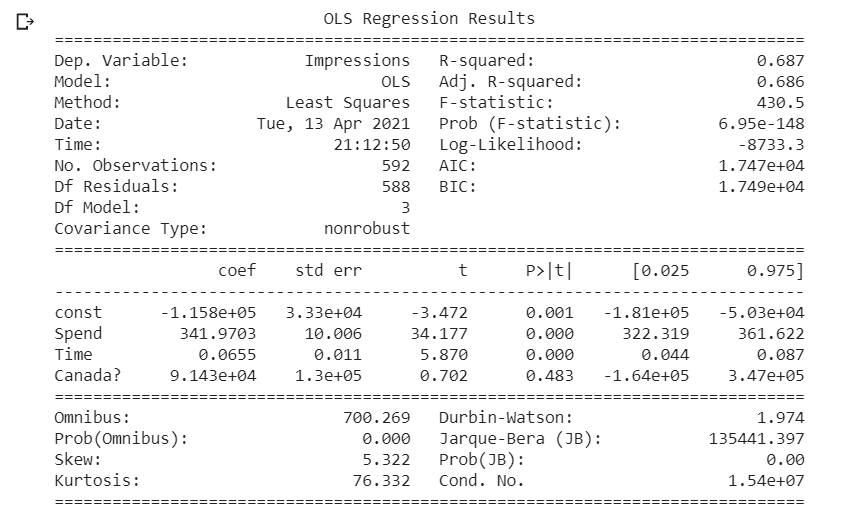 OLS Regression Results
==============================================================================
Dep. Variable: Impressions R-squared: 0.687
Model: OLS Adj. R-squared: 0.686
Method: Least Squares F-statistic: 430.5
Date: Tue, 13 Apr 2021 Prob (F-statistic): 6.95e-148
Time: 21:12:50 Log-Likelihood: -8733.3
No. Observations: 592 AIC: 1.747e+04
Df Residuals: 588 BIC: 1.749e+04
Df Model: 3
Covariance Type: nonrobust
==============================================================================
coef std err t P>|t| [0.025 0.975]
------------------------------------------------------------------------------
const -1.158e+05 3.33e+04 -3.472 0.001 -1.81e+05 -5.03e+04
Spend 341.9703 10.006 34.177 0.000 322.319 361.622
Time 0.0655 0.011 5.870 0.000 0.044 0.087
Canada? 9.143e+04 1.3e+05 0.702 0.483 -1.64e+05 3.47e+05
==============================================================================
Omnibus: 700.269 Durbin-Watson: 1.974
Prob(Omnibus): 0.000 Jarque-Bera (JB): 135441.397
Skew: 5.322 Prob(JB): 0.00
Kurtosis: 76.332 Cond. No. 1.54e+07
==============================================================================